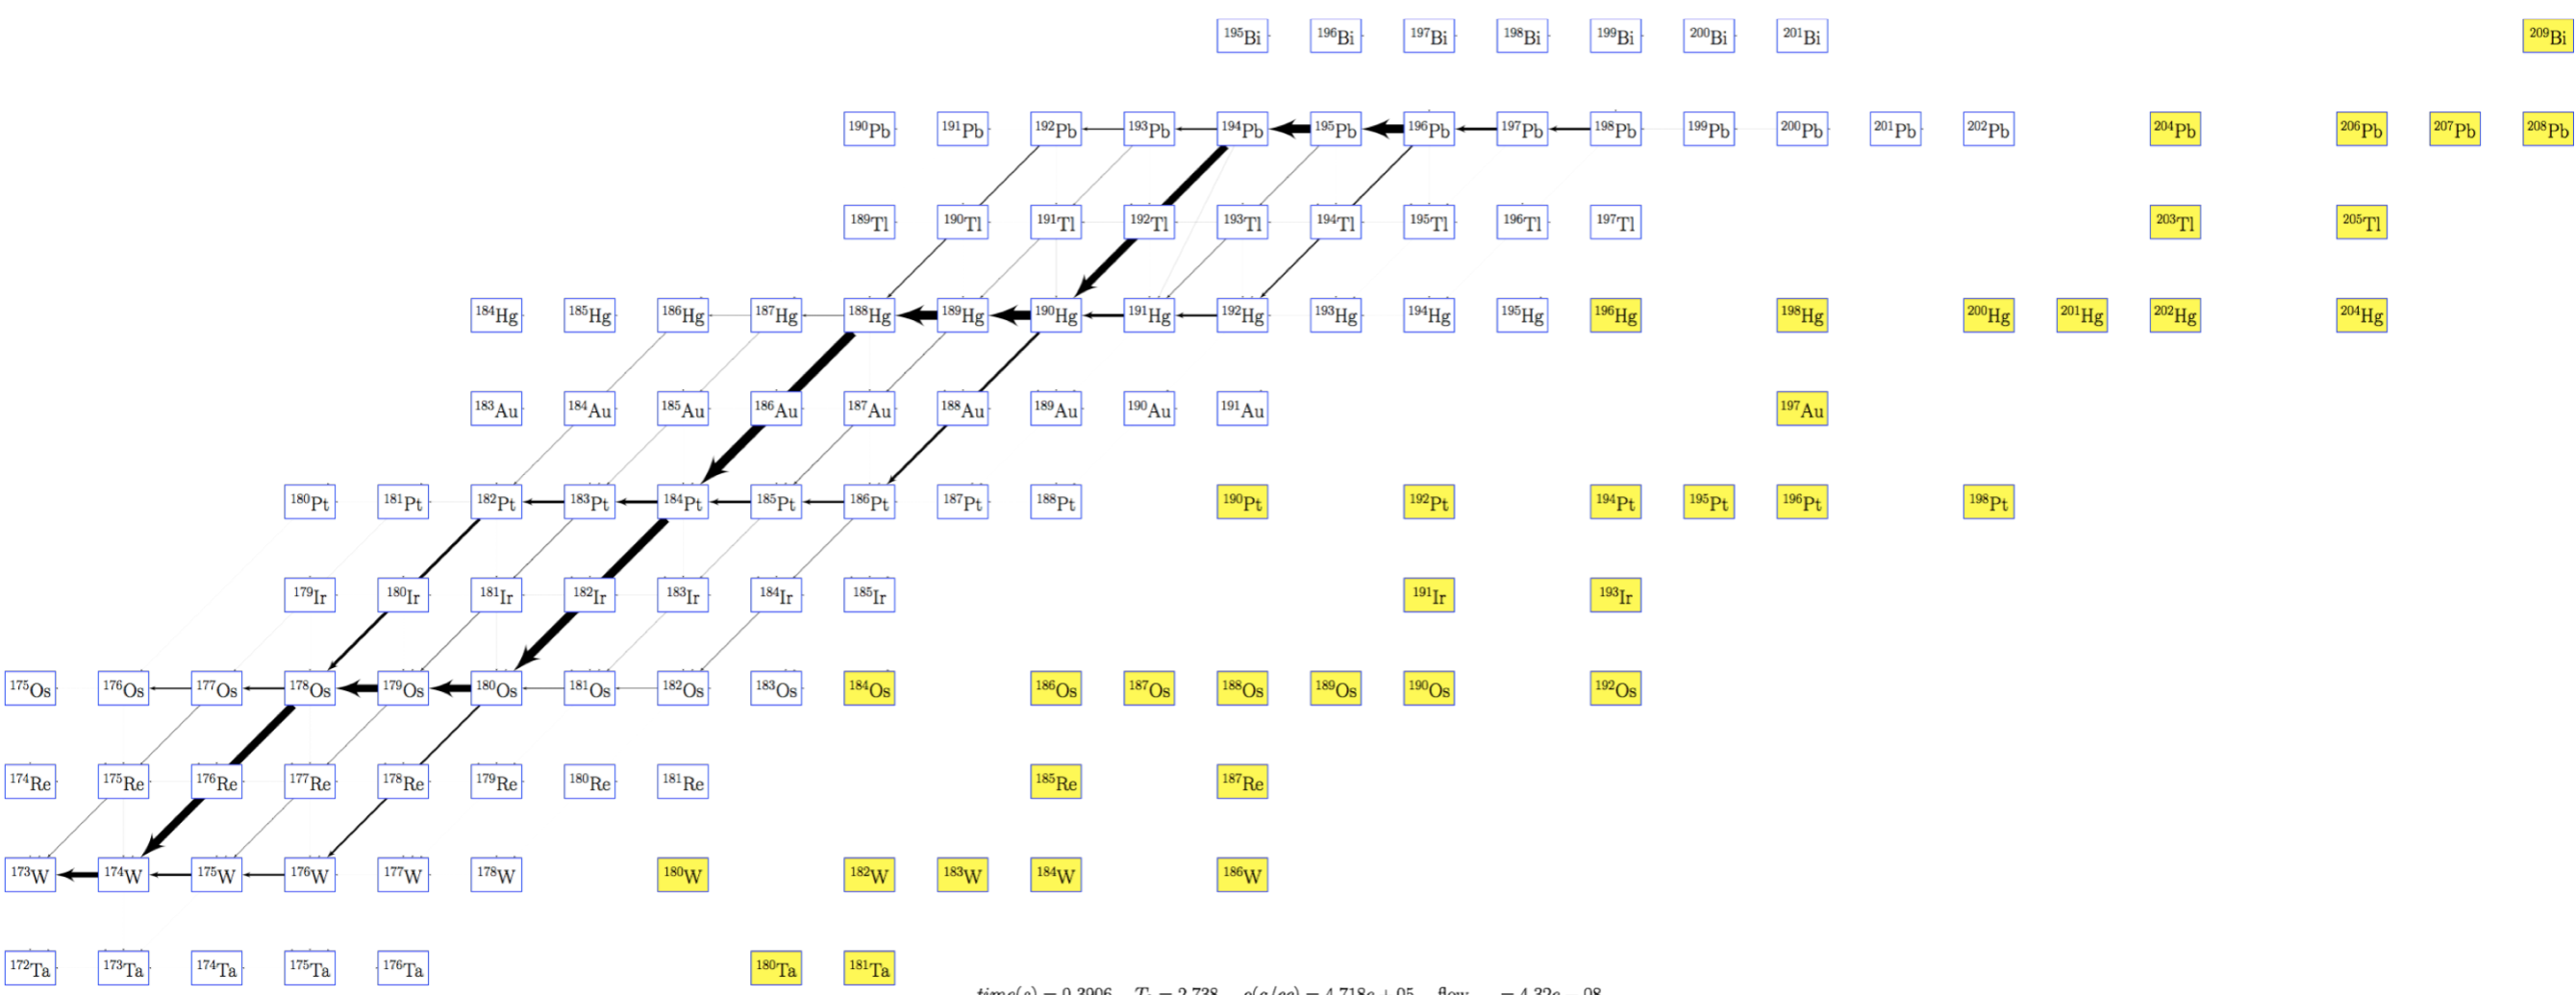 195Bi 196Bi 197Bi 198Bi 199Bi 200Bi 201Bi 209Bi
190Pb 191Pb 192Pb 193Pb 194Pb 195Pb 196Pb 197Pb 198Pb 199Pb 200Pb 201Pb 202Pb 204Pb 206Pb 207Pb 208Pb
189Tl 190Tl 191Tl 192Tl 193Tl 194Tl 195Tl 196Tl 197Tl 203Tl 205Tl
184Hg 185Hg 186Hg 187Hg 188Hg 189Hg 190Hg 191Hg 192Hg 193Hg 194Hg 195Hg 196Hg 198Hg 200Hg 201Hg 202Hg 204Hg
183Au 184Au 185Au 186Au 187Au 188Au 189Au 190Au 191Au 197Au
180Pt 181Pt 182Pt 183Pt 184Pt 185Pt 186Pt 187Pt 188Pt 190Pt 192Pt 194Pt 195Pt 196Pt 198Pt
179Ir 180Ir 181Ir 182Ir 183Ir 184Ir 185Ir 191Ir 193Ir
175Os 176Os 177Os 178Os 179Os 180Os 181Os 182Os 183Os 184Os 186Os 187Os 188Os 189Os 190Os 192Os
174Re 175Re 176Re 177Re 178Re 179Re 180Re 181Re 185Re 187Re
173W 174W 175W 176W 177W 178W 180W 182W 183W 184W 186W
172Ta 173Ta 174Ta 175Ta 176Ta 180Ta 181Ta